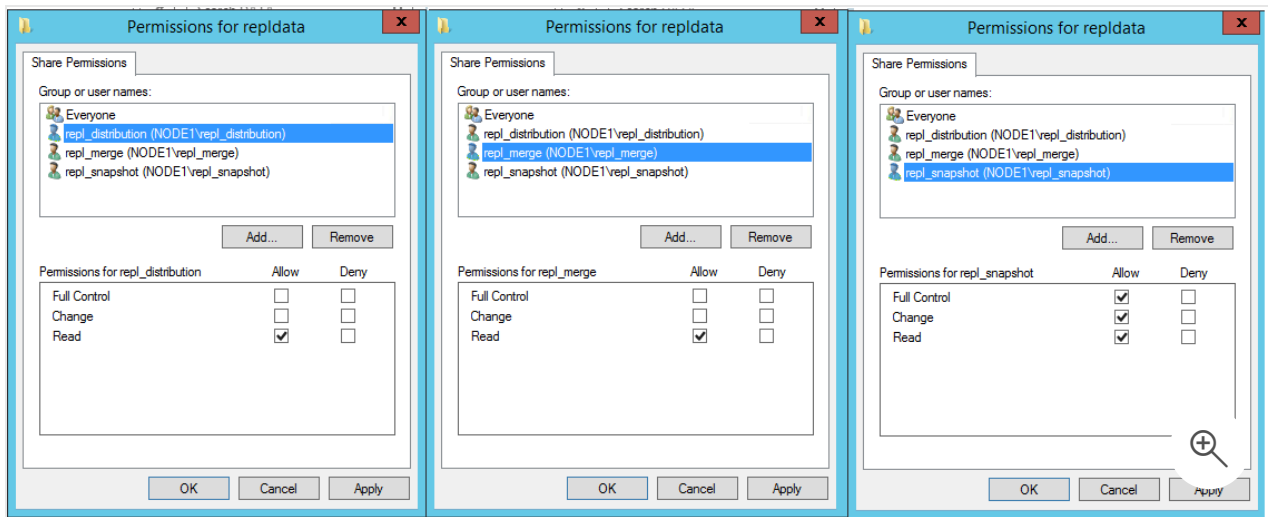 Permissions for repldata
X
Share Permissions
Group or user names:
Everyone
repl_distribution (NODE1\repl_distribution)
repl_merge (NODE1\repl_merge)
repl_snapshot (NODE1\repl_snapshot)
Add...
Remove
Permissions for repl_distribution
Allow
Deny
Full Control
Change
Read
OK
Cancel
Apply
Permissions for repldata
X
Share Permissions
Group or user names:
Everyone
repl_distribution (NODE1\repl_distribution)
repl_merge (NODE1\repl_merge)
repl_snapshot (NODE1\repl_snapshot)
Add...
Remove
Permissions for repl_merge
Allow
Deny
Full Control
Change
Read
OK
Cancel
Apply
Permissions for repldata
X
Share Permissions
Group or user names:
Everyone
repl_distribution (NODE1\repl_distribution)
repl_merge (NODE1\repl_merge)
repl_snapshot (NODE1\repl_snapshot)
Add...
Remove
Permissions for repl_snapshot
Allow
Deny
Full Control
Change
Read
OK
Cancel
Apply